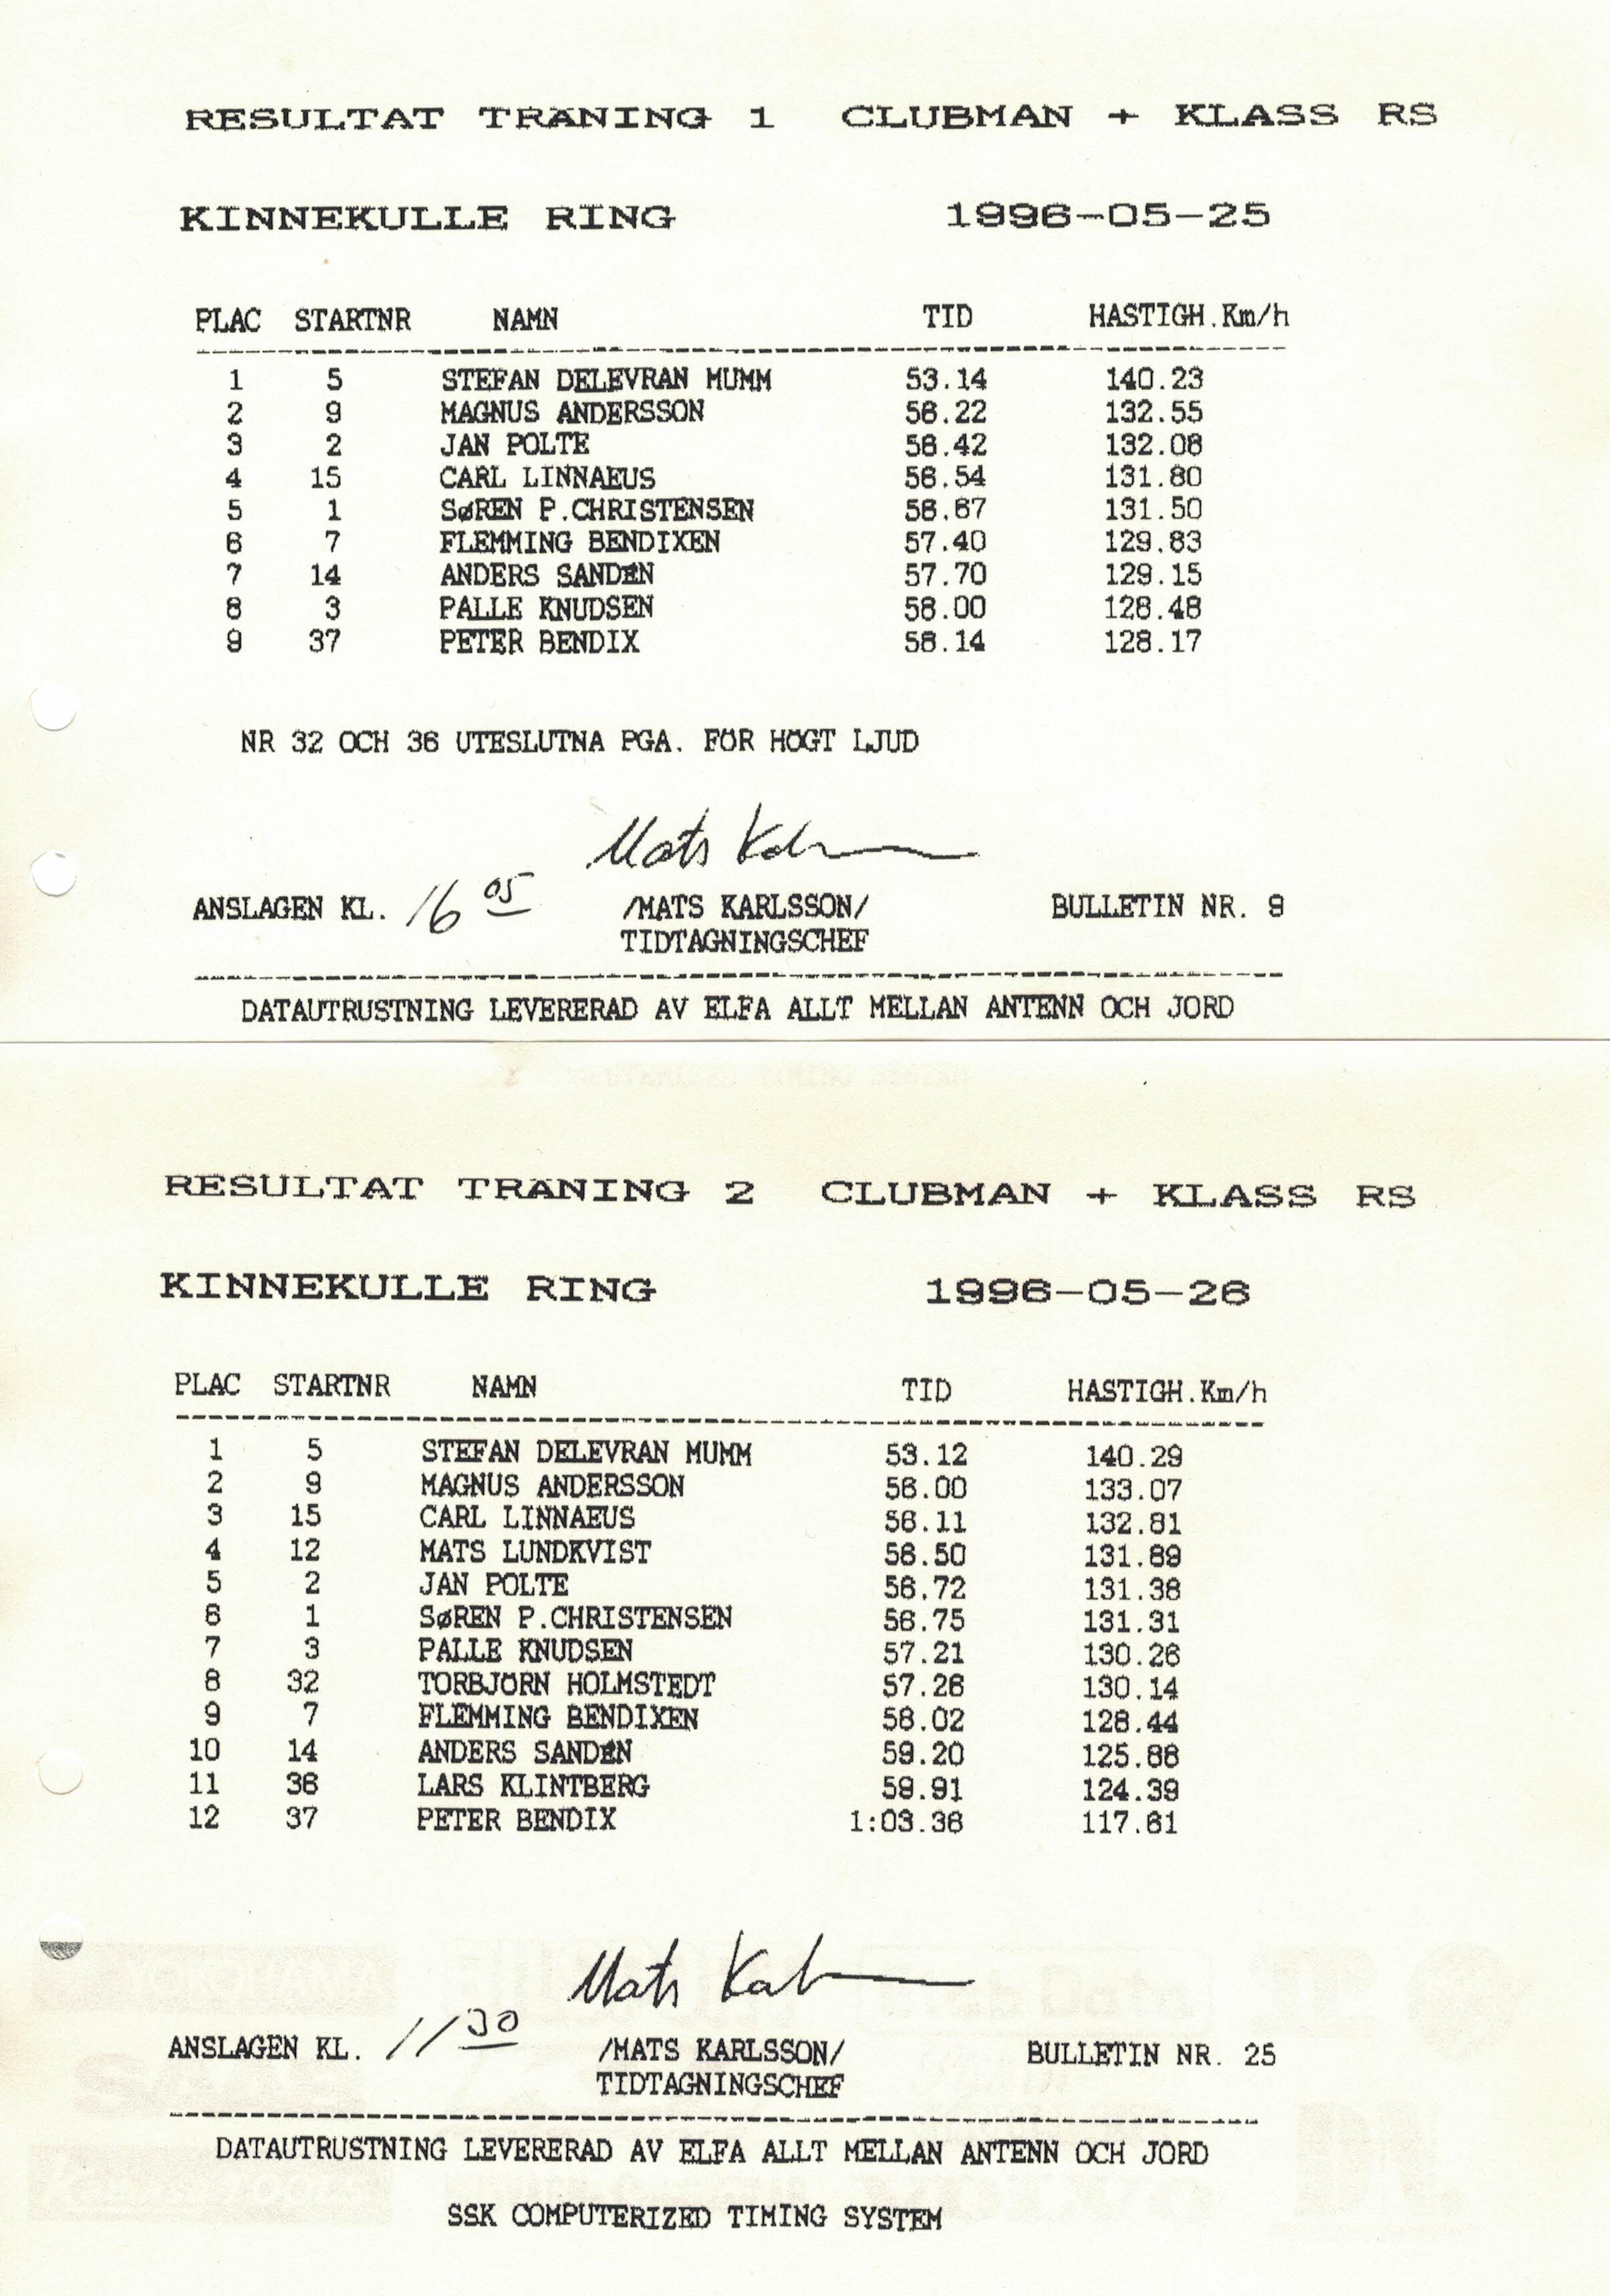 RESULTAT TRÄNING 1 CLUBMAN + KLASS RS
KINNEKULLE RING 1996-05-25
PLAC STARTNR NAMN TID HASTIGH.Km/h
1 5 STEFAN DELEVRAN MUMM 53.14 140.23
2 9 MAGNUS ANDERSSON 56.22 132.55
3 2 JAN POLTE 56.42 132.08
4 15 CARL LINNAEUS 56.54 131.80
5 1 SØREN P.CHRISTENSEN 56.67 131.50
6 7 FLEMMING BENDIXEN 57.40 129.83
7 14 ANDERS SANDÉN 57.70 129.15
8 3 PALLE KNUDSEN 58.00 128.48
9 37 PETER BENDIX 58.14 128.17
NR 32 OCH 36 UTESLUTNA PGA. FÖR HÖGT LJUD
Mats Karlsson
ANSLAGEN KL. 16 05 /MATS KARLSSON/ BULLETIN NR. 9
TIDTAGNINGSCHEF
DATAUTRUSTNING LEVERERAD AV ELFA ALLT MELLAN ANTENN OCH JORD
RESULTAT TRÄNING 2 CLUBMAN + KLASS RS
KINNEKULLE RING 1996-05-26
PLAC STARTNR NAMN TID HASTIGH.Km/h
1 5 STEFAN DELEVRAN MUMM 53.12 140.29
2 9 MAGNUS ANDERSSON 56.00 133.07
3 15 CARL LINNAEUS 56.11 132.81
4 12 MATS LUNDKVIST 56.50 131.89
5 2 JAN POLTE 56.72 131.38
6 1 SØREN P.CHRISTENSEN 56.75 131.31
7 3 PALLE KNUDSEN 57.21 130.26
8 32 TORBJÖRN HOLMSTEDT 57.26 130.14
9 7 FLEMMING BENDIXEN 58.02 128.44
10 14 ANDERS SANDÉN 59.20 125.88
11 36 LARS KLINTBERG 59.91 124.39
12 37 PETER BENDIX 1:03.36 117.61
Mats Karlsson
ANSLAGEN KL. 11 30 /MATS KARLSSON/ BULLETIN NR. 25
TIDTAGNINGSCHEF
DATAUTRUSTNING LEVERERAD AV ELFA ALLT MELLAN ANTENN OCH JORD
SSK COMPUTERIZED TIMING SYSTEM